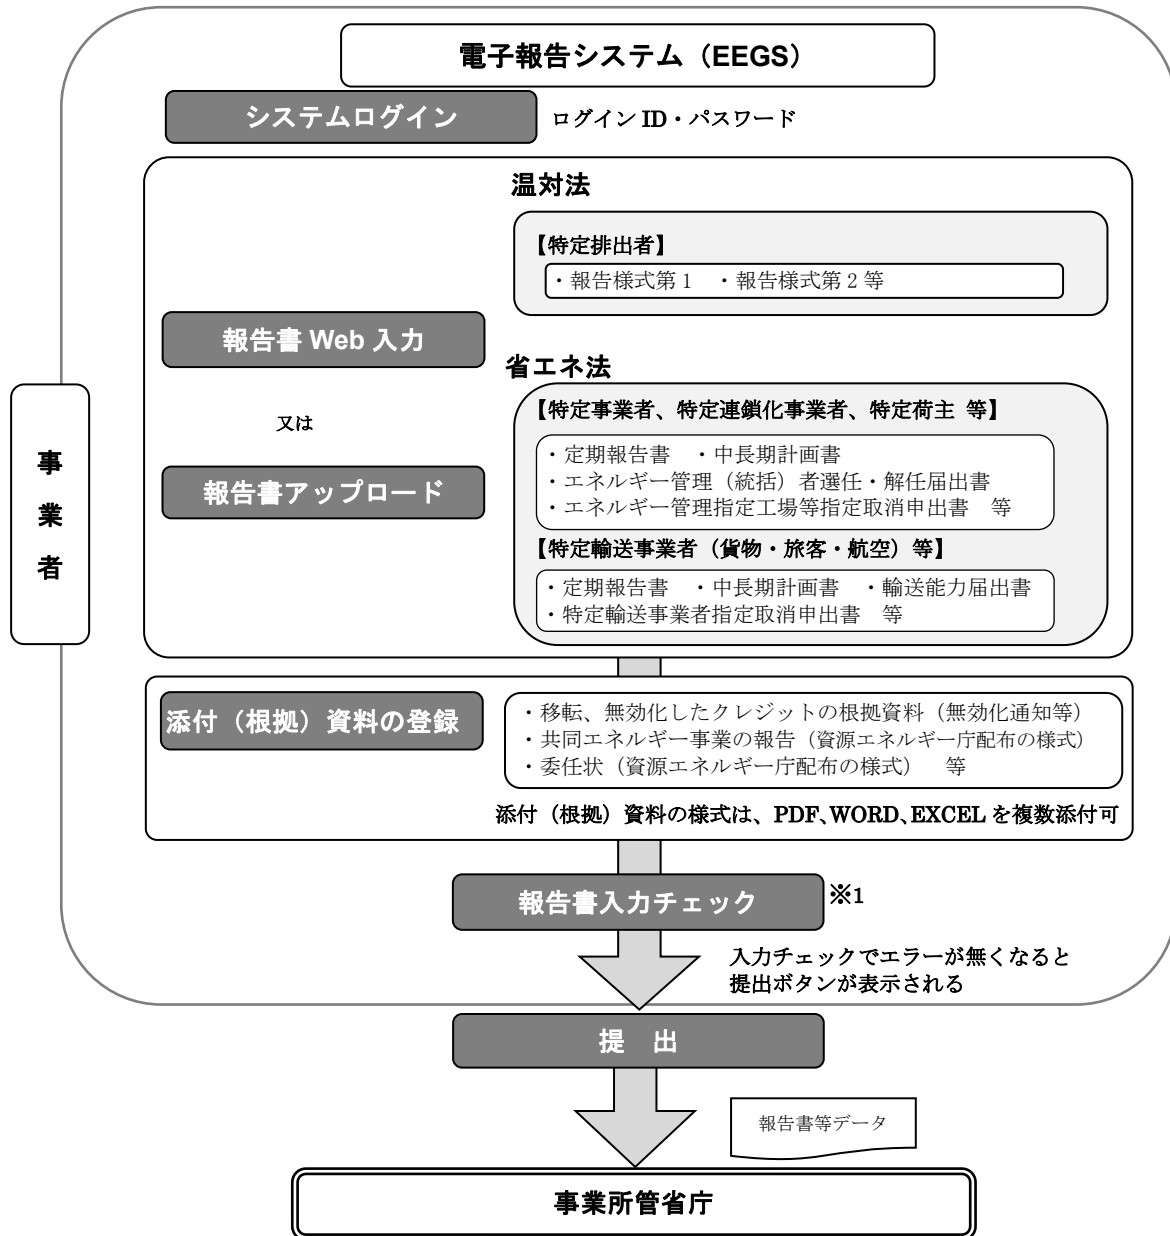 電子報告システム（EEGS）
システムログイン
ログイン ID・パスワード
温対法
【特定排出者】
・報告様式第 1　・報告様式第 2 等
報告書 Web 入力
又は
報告書アップロード
省エネ法
【特定事業者、特定連鎖化事業者、特定荷主 等】
・定期報告書　・中長期計画書
・エネルギー管理（統括）者選任・解任届出書
・エネルギー管理指定工場等指定取消申出書　等
【特定輸送事業者（貨物・旅客・航空）等】
・定期報告書　・中長期計画書　・輸送能力届出書
・特定輸送事業者指定取消申出書　等
事業者
添付（根拠）資料の登録
・移転、無効化したクレジットの根拠資料（無効化通知等）
・共同エネルギー事業の報告（資源エネルギー庁配布の様式）
・委任状（資源エネルギー庁配布の様式）　等
添付（根拠）資料の様式は、PDF、WORD、EXCEL を複数添付可
報告書入力チェック
※1
入力チェックでエラーが無くなると
提出ボタンが表示される
提　出
報告書等データ
事業所管省庁